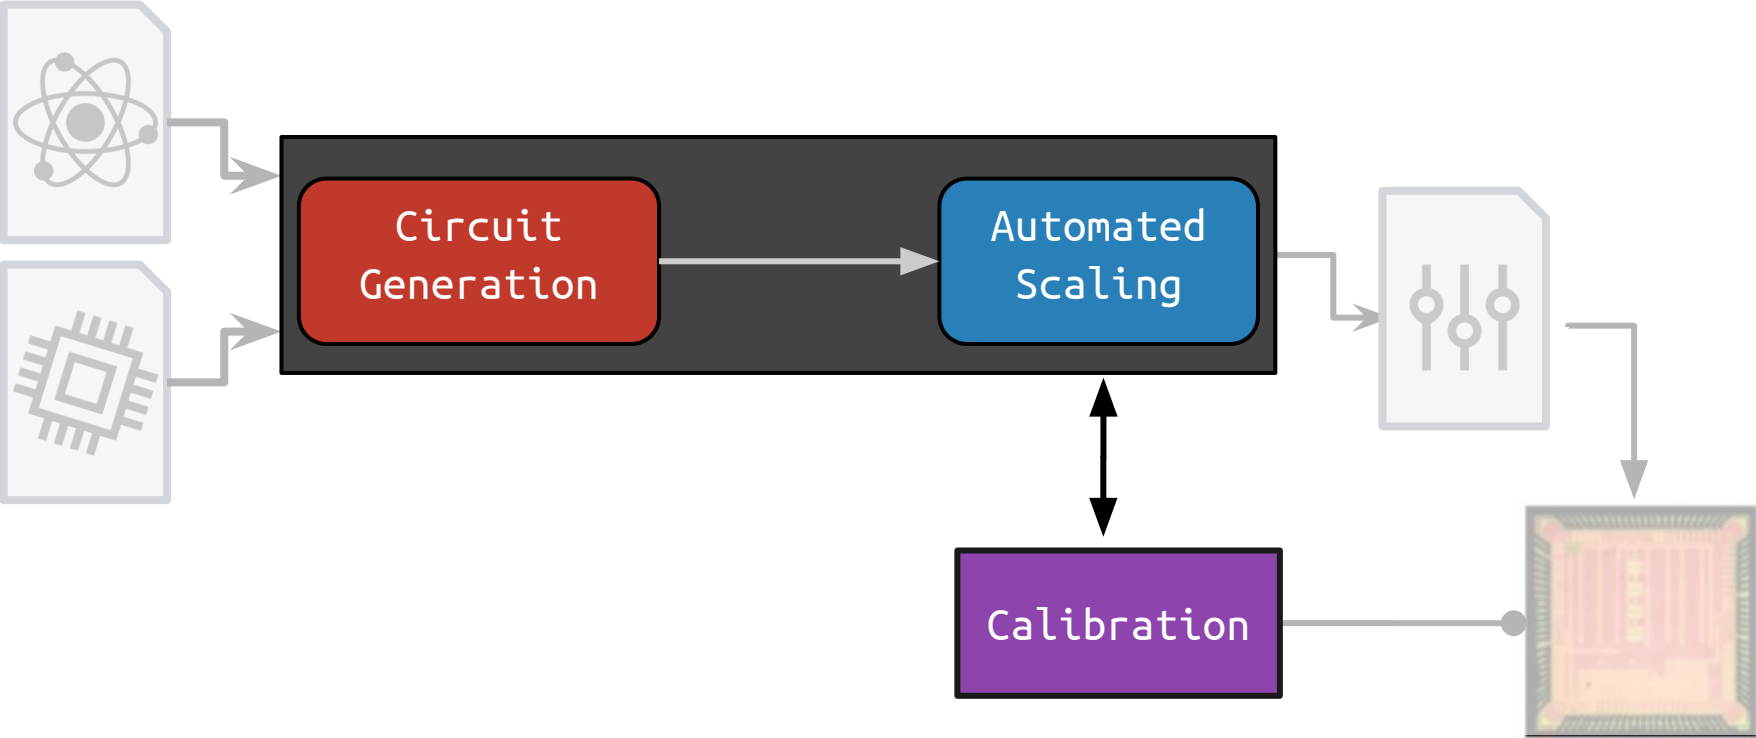 Circuit
Generation
Automated
Scaling
Calibration